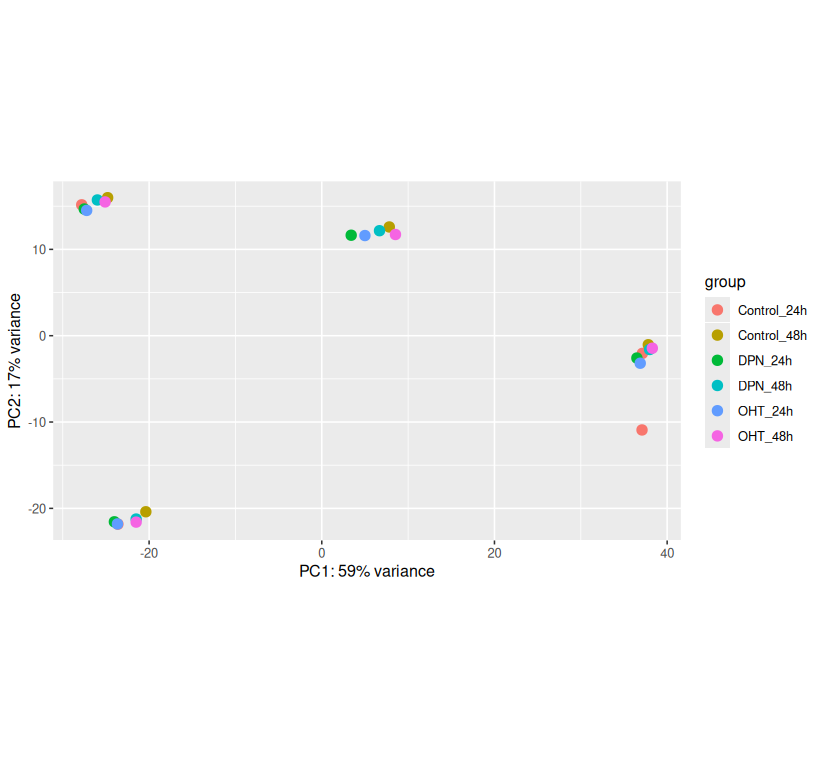 10
0
-10
-20
-20
0
20
40
PC1: 59% variance
PC2: 17% variance
group
Control_24h
Control_48h
DPN_24h
DPN_48h
OHT_24h
OHT_48h